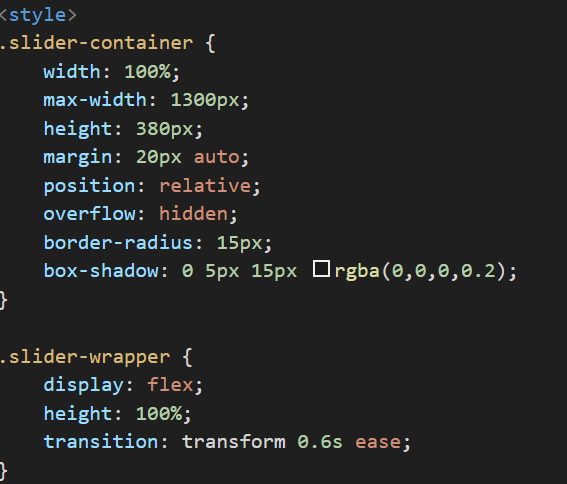 <style>
.slider-container {
    width: 100%;
    max-width: 1300px;
    height: 380px;
    margin: 20px auto;
    position: relative;
    overflow: hidden;
    border-radius: 15px;
    box-shadow: 0 5px 15px rgba(0,0,0,0.2);
}

.slider-wrapper {
    display: flex;
    height: 100%;
    transition: transform 0.6s ease;
}